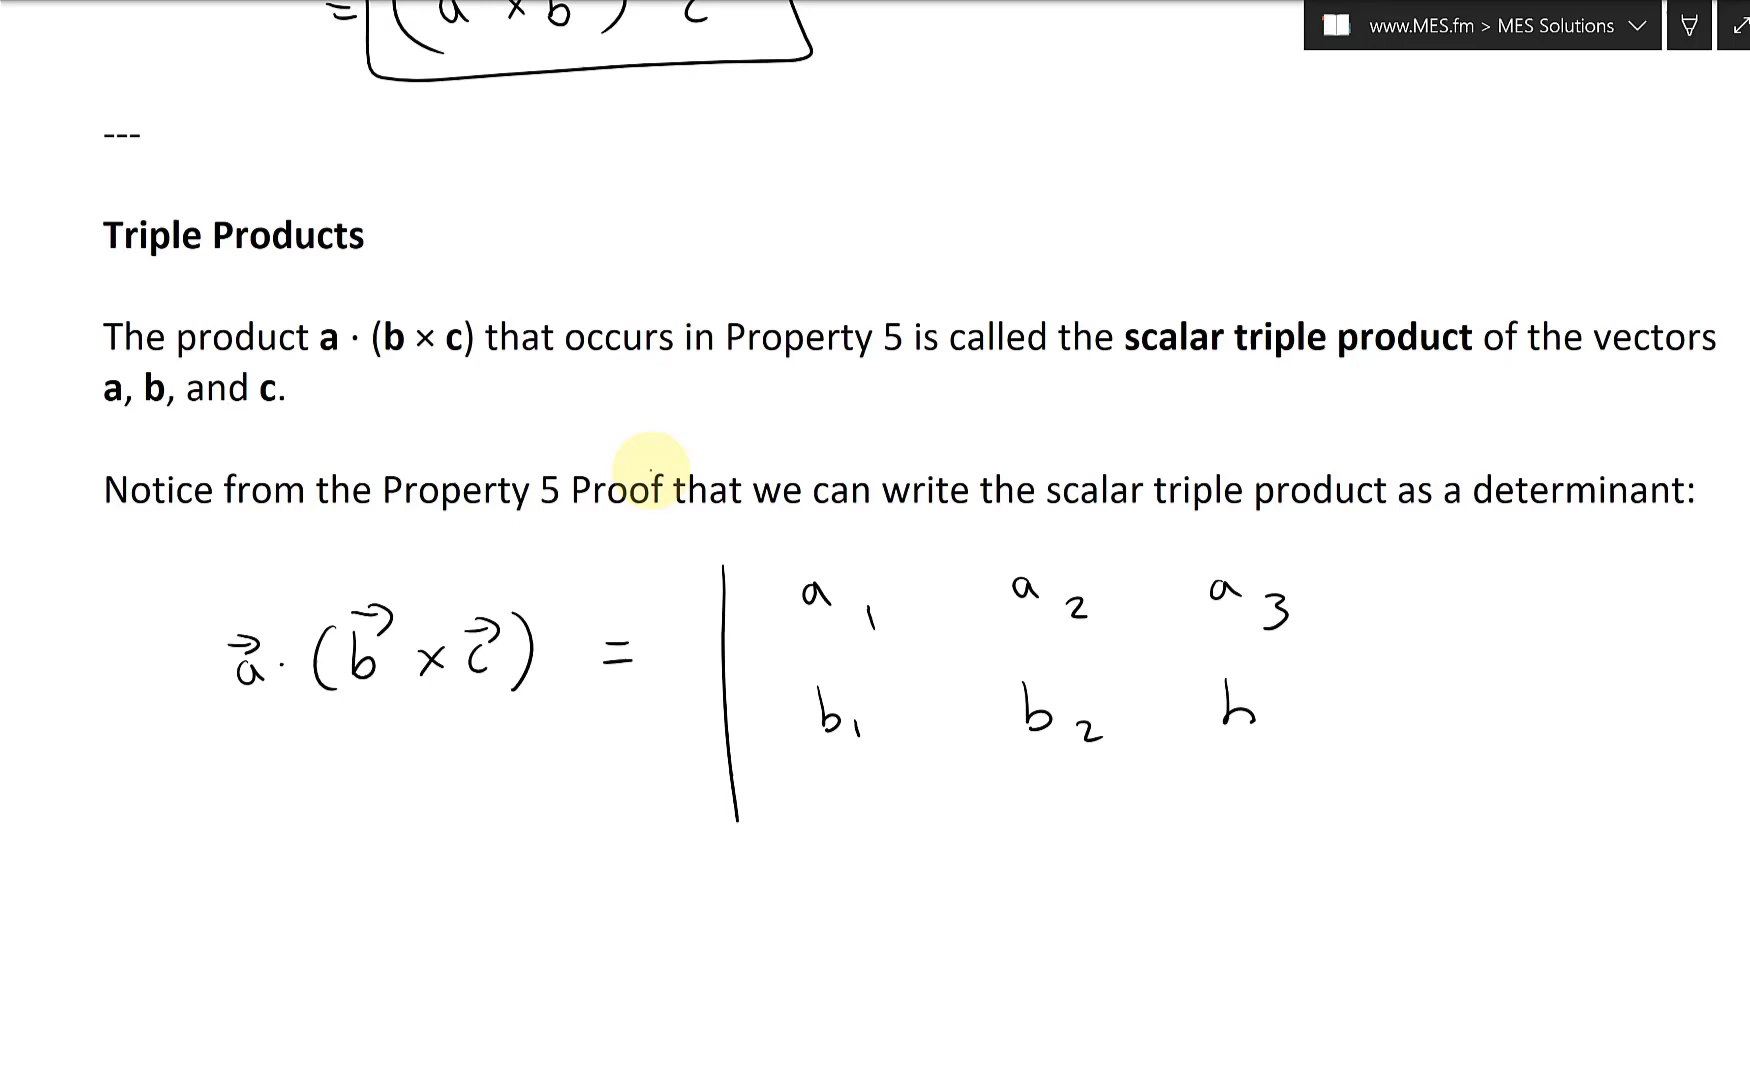 = (a × b) c
www.MES.fm > MES Solutions
---
Triple Products
The product a · (b × c) that occurs in Property 5 is called the scalar triple product of the vectors
a, b, and c.
Notice from the Property 5 Proof that we can write the scalar triple product as a determinant:
a⃗ · (b⃗ × c⃗) = | a₁ a₂ a₃
b₁ b₂ h